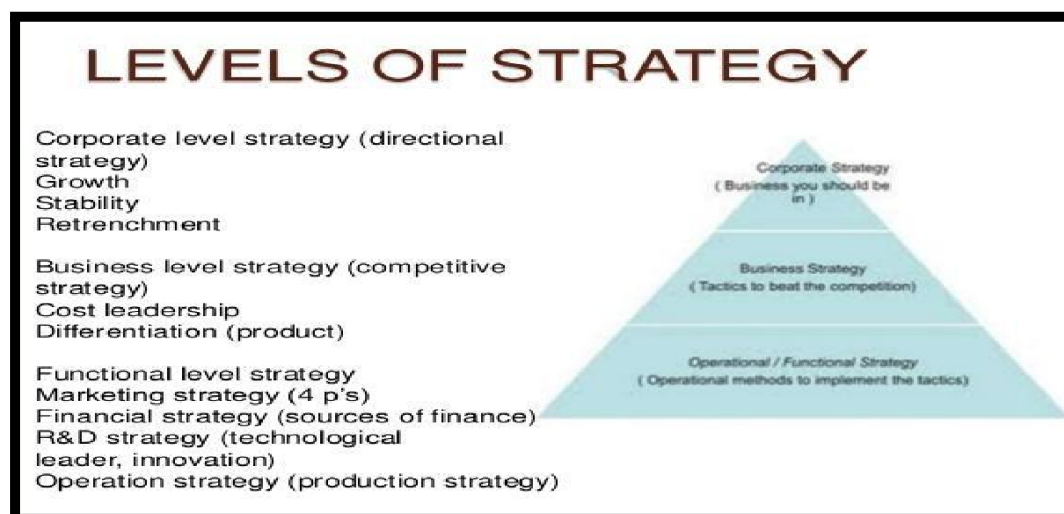 LEVELS OF STRATEGY
Corporate level strategy (directional
strategy)
Growth
Stability
Retrenchment
Business level strategy (competitive
strategy)
Cost leadership
Differentiation (product)
Functional level strategy
Marketing strategy (4 p's)
Financial strategy (sources of finance)
R&D strategy (technological
leader, innovation)
Operation strategy (production strategy)
Corporate Strategy
( Business you should be
in )
Business Strategy
( Tactics to beat the competition)
Operational / Functional Strategy
( Operational methods to implement the tactics)